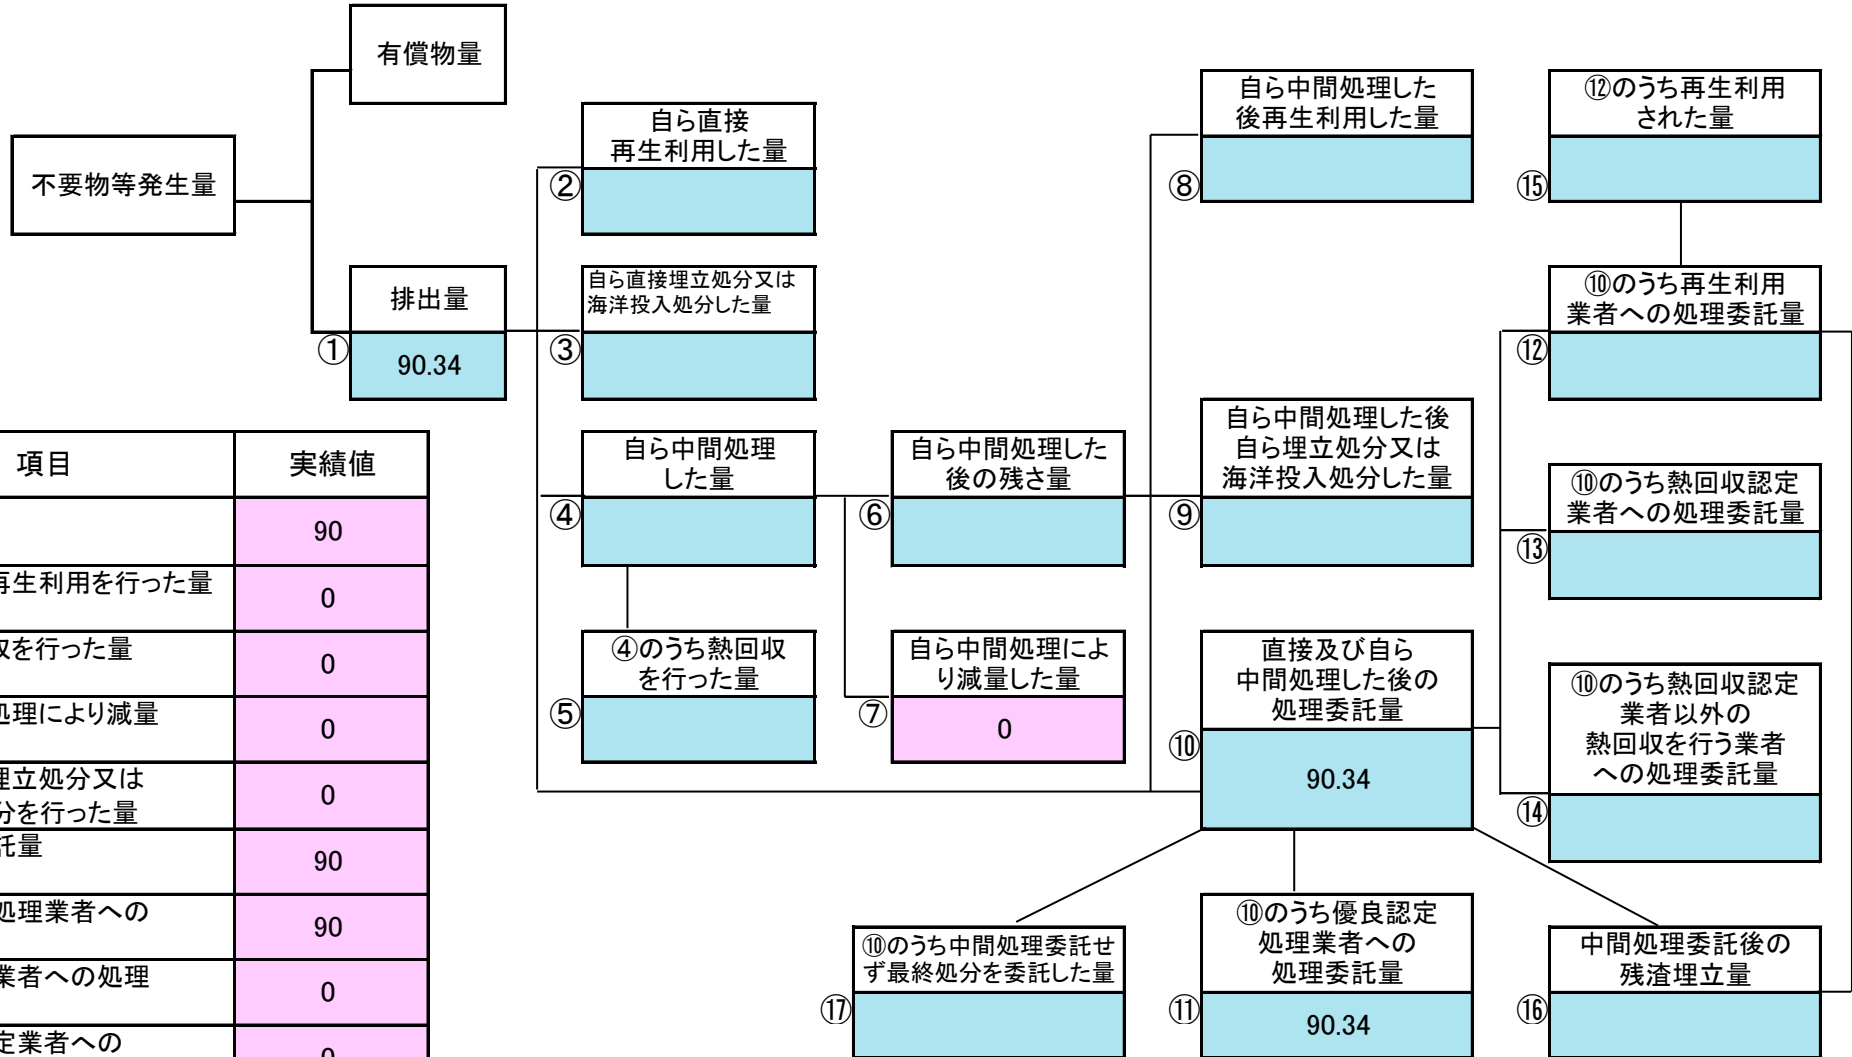 有償物量
不要物等発生量
排出量
①
90.34
自ら直接
再生利用した量
②
自ら直接埋立処分又は
海洋投入処分した量
③
自ら中間処理
した量
④
④のうち熱回収
を行った量
⑤
自ら中間処理した
後の残さ量
⑥
自ら中間処理によ
り減量した量
⑦
0
自ら中間処理した
後再生利用した量
⑧
自ら中間処理した後
自ら埋立処分又は
海洋投入処分した量
⑨
直接及び自ら
中間処理した後の
処理委託量
⑩
90.34
⑩のうち優良認定
処理業者への
処理委託量
⑪
90.34
⑫のうち再生利用
された量
⑮
⑩のうち再生利用
業者への処理委託量
⑫
⑩のうち熱回収認定
業者への処理委託量
⑬
⑩のうち熱回収認定
業者以外の
熱回収を行う業者
への処理委託量
⑭
中間処理委託後の
残渣埋立量
⑯
⑩のうち中間処理委託せ
ず最終処分を委託した量
⑰
項目 実績値
90
再生利用を行った量 0
収を行った量 0
処理により減量 0
埋立処分又は
分を行った量 0
託量 90
処理業者への 90
業者への処理 0
定業者への 0